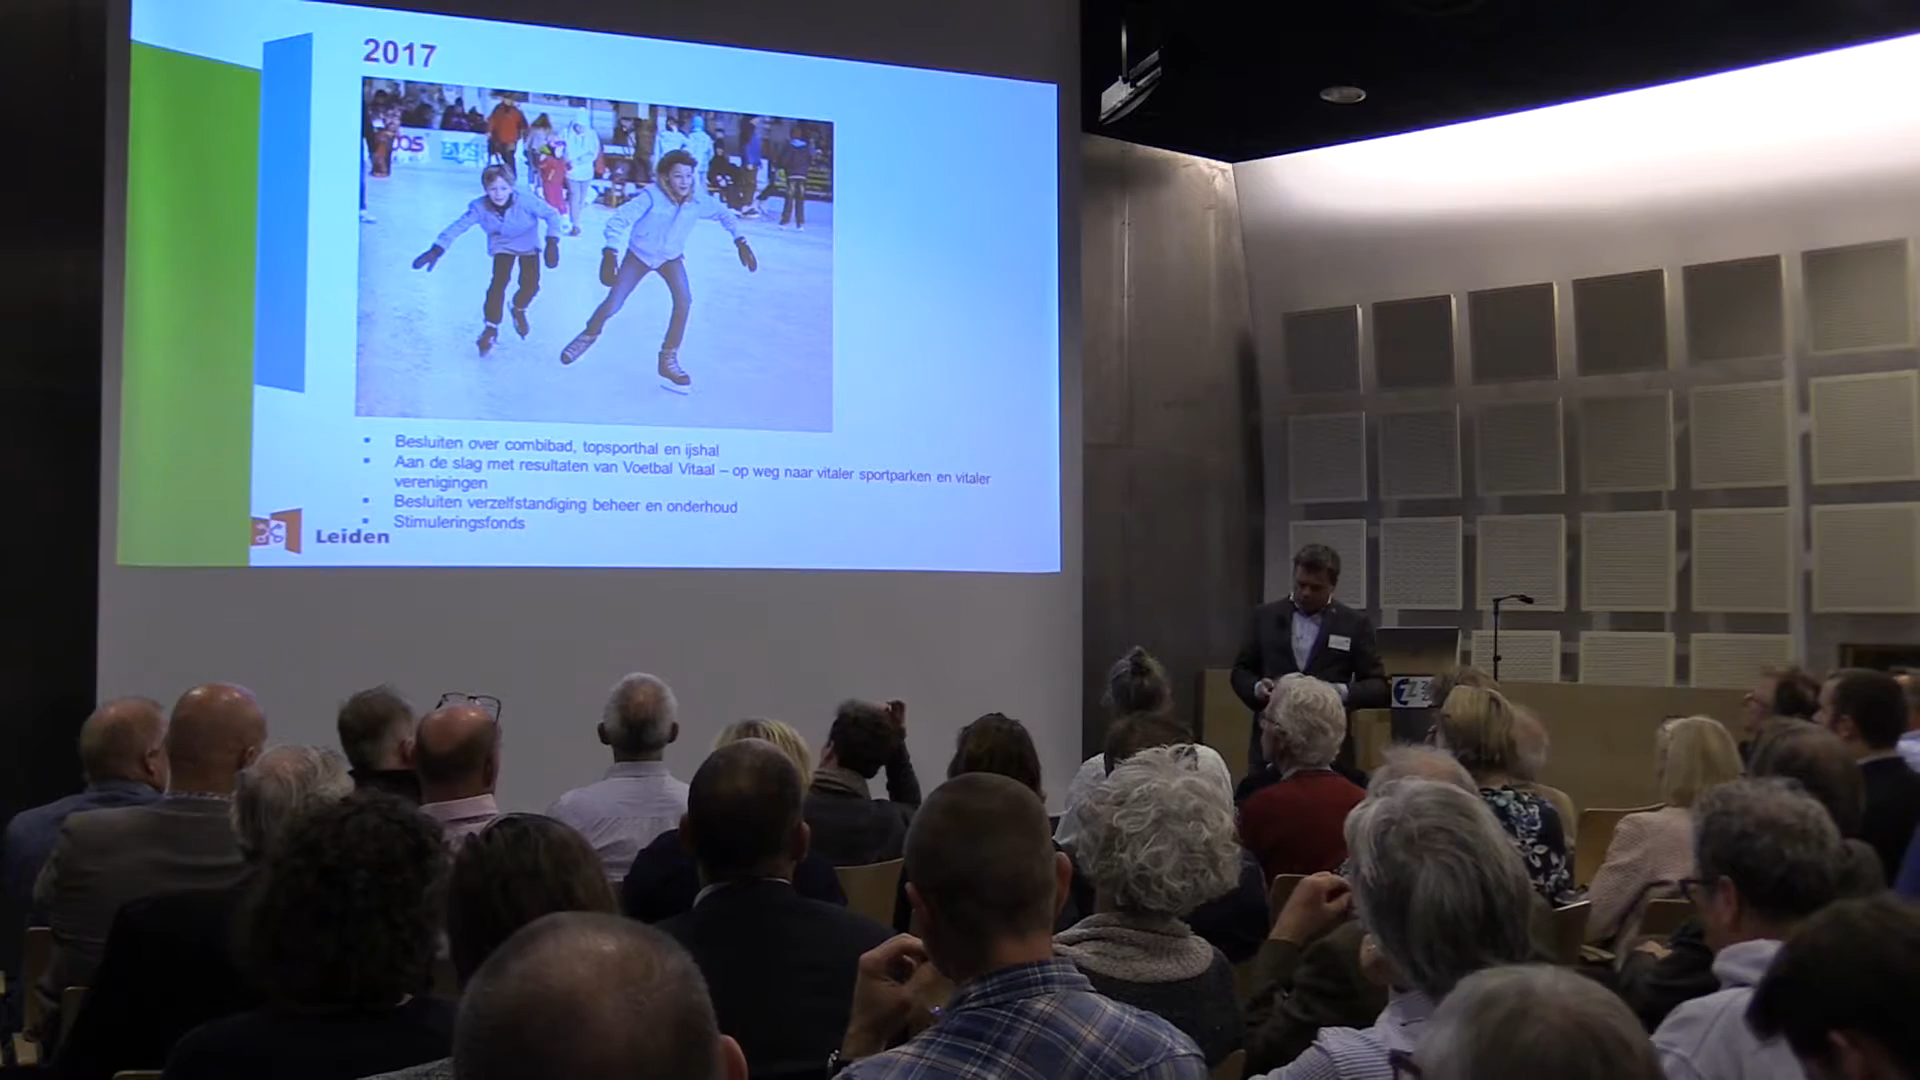 2017
Besluiten over combibad, topsporthal en ijshal
Aan de slag met resultaten van Voetbal Vitaal – op weg naar vitaler sportparken en vitaler
verenigingen
Besluiten verzelfstandiging beheer en onderhoud
Stimuleringsfonds
Leiden